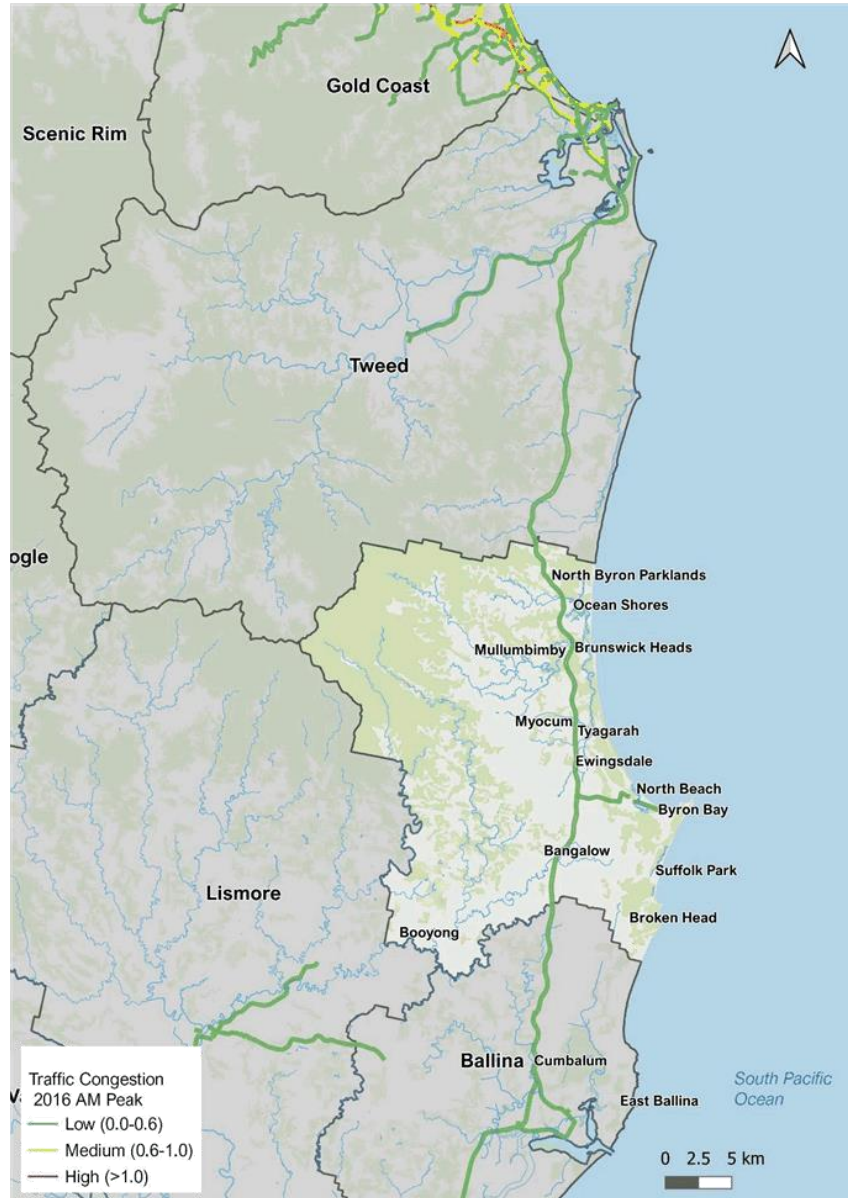 Gold Coast
Scenic Rim
Tweed
ogle
North Byron Parklands
Ocean Shores
Mullumbimby
Brunswick Heads
Myocum
Tyagarah
Ewingsdale
North Beach
Byron Bay
Bangalow
Suffolk Park
Lismore
Broken Head
Booyong
Ballina
Cumbalum
East Ballina
South Pacific
Ocean
Traffic Congestion
2016 AM Peak
Low (0.0-0.6)
Medium (0.6-1.0)
High (>1.0)
0 2.5 5 km